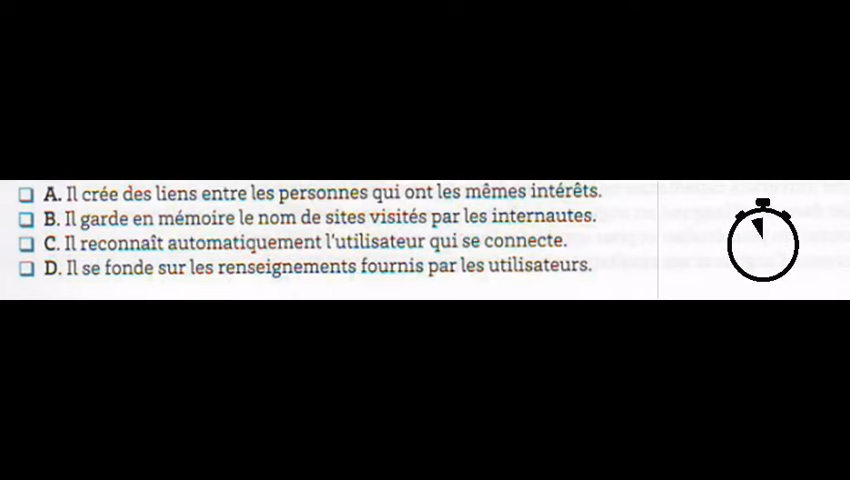 A. Il crée des liens entre les personnes qui ont les mêmes intérêts.
B. Il garde en mémoire le nom de sites visités par les internautes.
C. Il reconnaît automatiquement l'utilisateur qui se connecte.
D. Il se fonde sur les renseignements fournis par les utilisateurs.